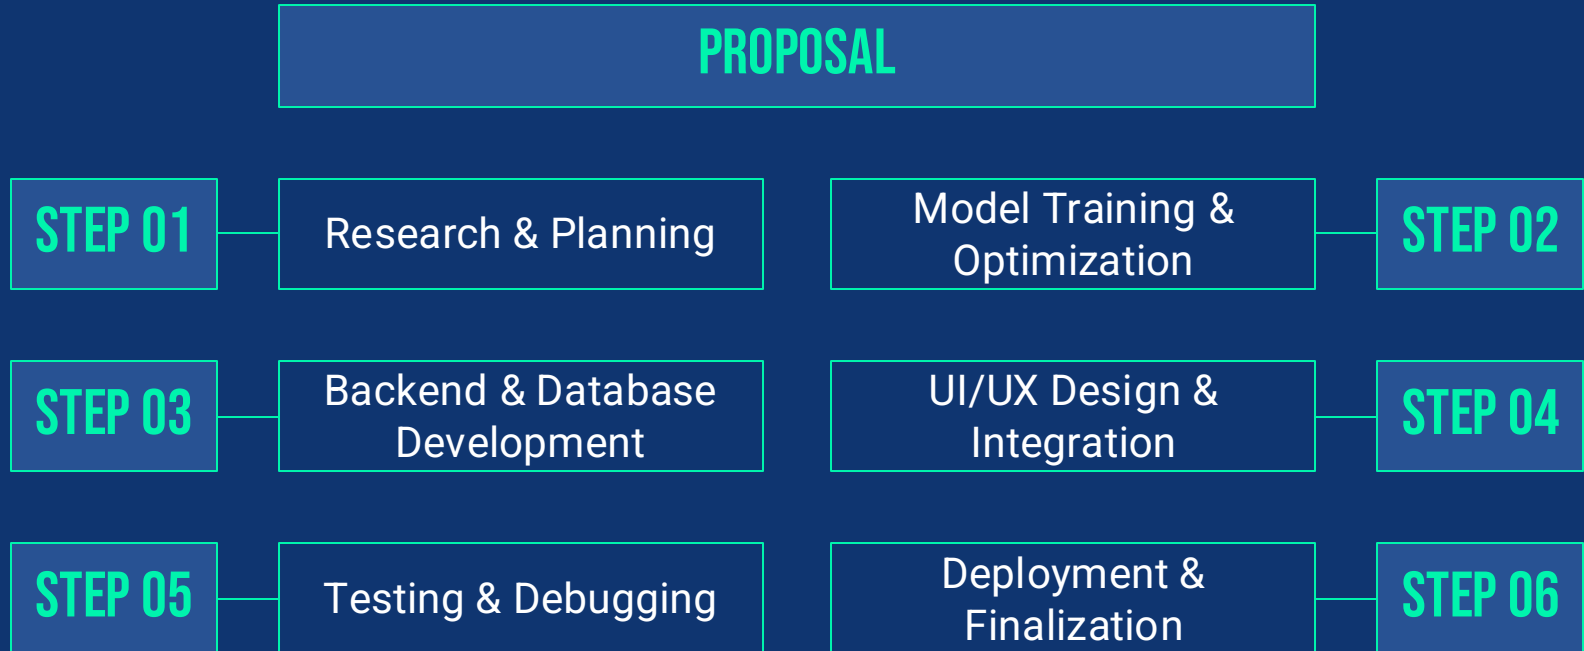 PROPOSAL
STEP 01
Research & Planning
Model Training &
Optimization
STEP 02
STEP 03
Backend & Database
Development
UI/UX Design &
Integration
STEP 04
STEP 05
Testing & Debugging
Deployment &
Finalization
STEP 06